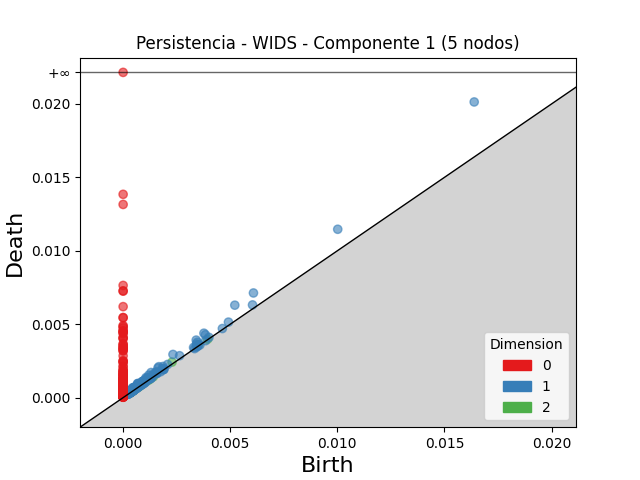 Persistencia - WIDS - Componente 1 (5 nodos)
+∞
0.020
0.015
0.010
0.005
0.000
Death
Dimension
0
1
2
0.000 0.005 0.010 0.015 0.020
Birth